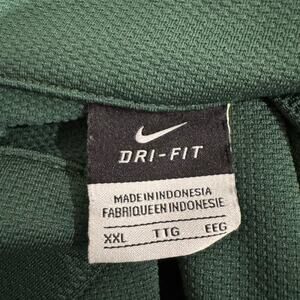 DRI-FIT
MADE IN INDONESIA
FABRIQUE EN INDONESIE
XXL TTG EEG